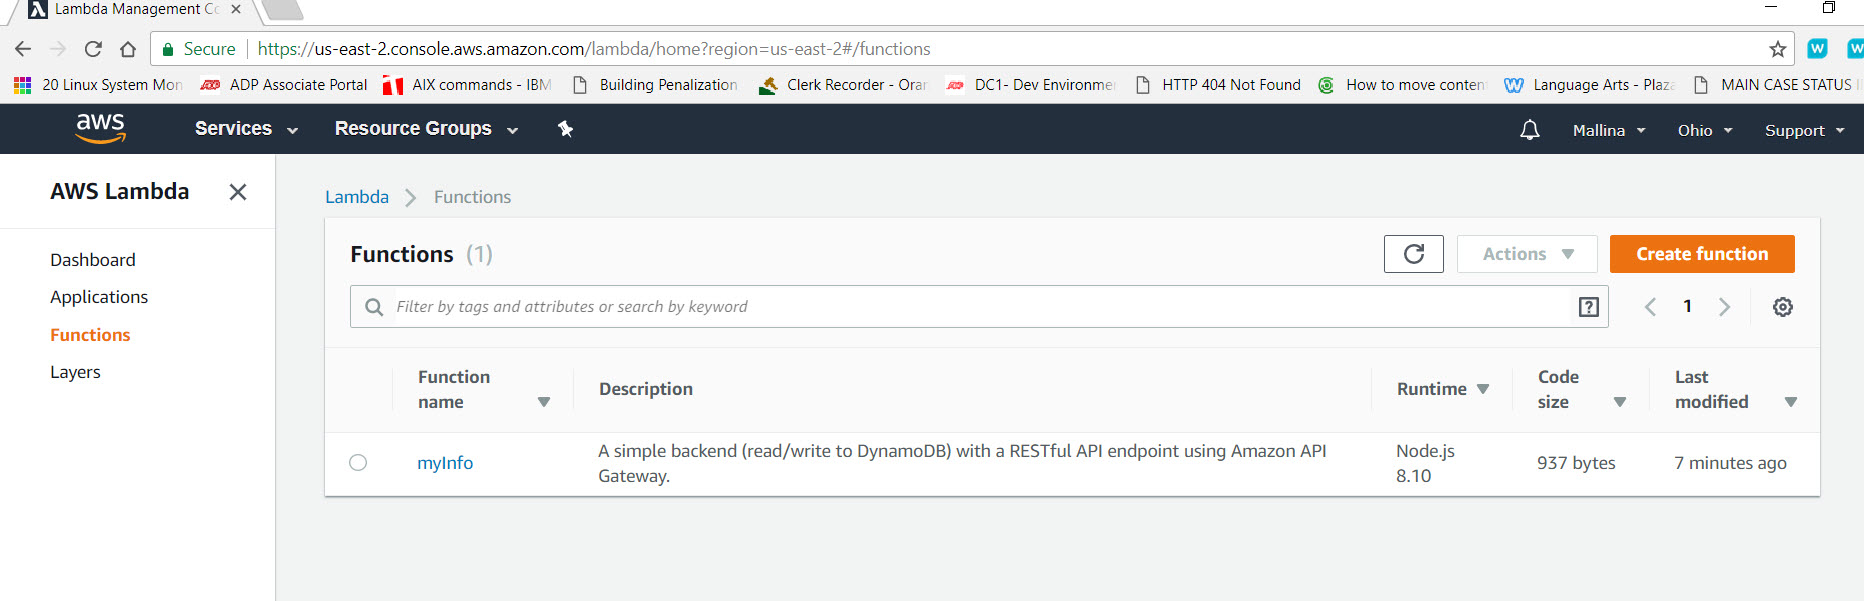 Lambda Management Co
Secure https://us-east-2.console.aws.amazon.com/lambda/home?region=us-east-2#/functions
20 Linux System Mon ADP Associate Portal AIX commands - IBM Building Penalization Clerk Recorder - Oran DC1- Dev Environme HTTP 404 Not Found How to move conten Language Arts - Plaza MAIN CASE STATUS
aws Services Resource Groups Mallina Ohio Support
AWS Lambda
Dashboard
Applications
Functions
Layers
Lambda > Functions
Functions (1) Actions Create function
Filter by tags and attributes or search by keyword 1
Function name Description Runtime Code size Last modified
myInfo A simple backend (read/write to DynamoDB) with a RESTful API endpoint using Amazon API Gateway. Node.js 8.10 937 bytes 7 minutes ago